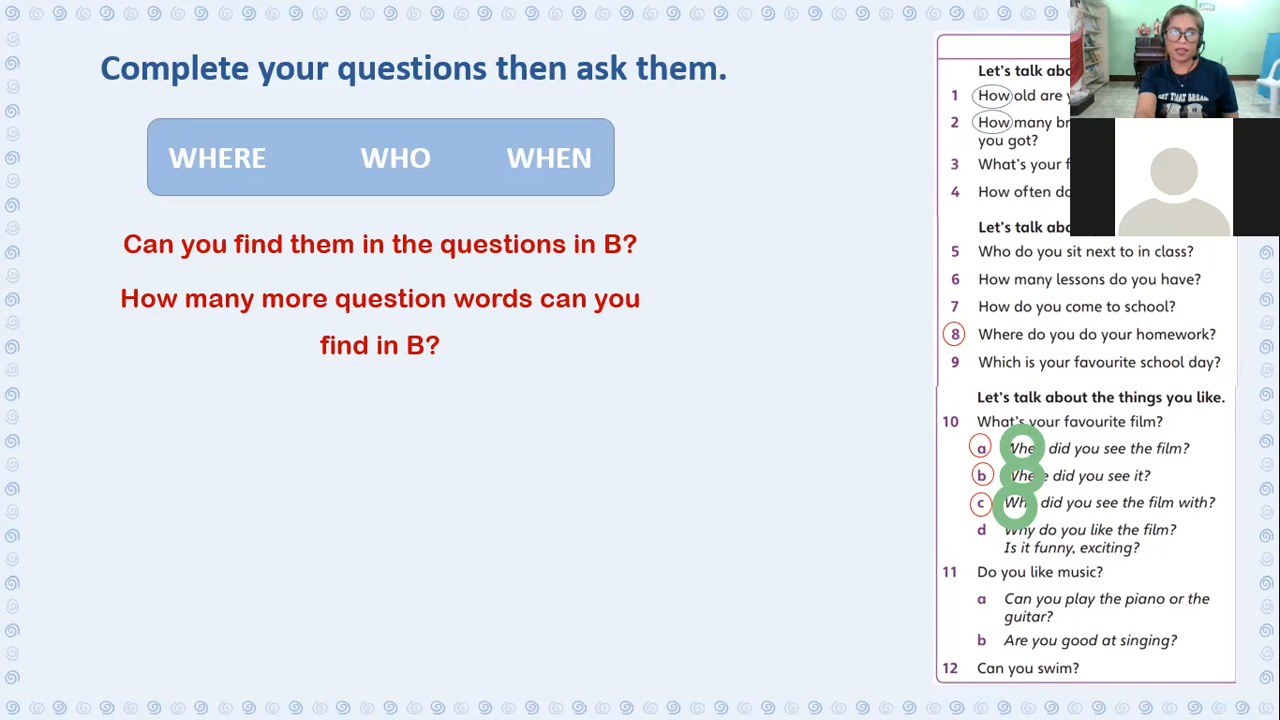 Complete your questions then ask them.
WHERE WHO WHEN
Can you find them in the questions in B?
How many more question words can you
find in B?
Let's talk
1 How old are
2 How many
you got?
3 What's your
4 How often
Let's talk
5 Who do you sit next to in class?
6 How many lessons do you have?
7 How do you come to school?
8 Where do you do your homework?
9 Which is your favourite school day?
Let's talk about the things you like.
10 What's your favourite film?
a When did you see the film?
b Where did you see it?
c Who did you see the film with?
d Why do you like the film?
Is it funny, exciting?
11 Do you like music?
a Can you play the piano or the
guitar?
b Are you good at singing?
12 Can you swim?
GET THAT BREAD